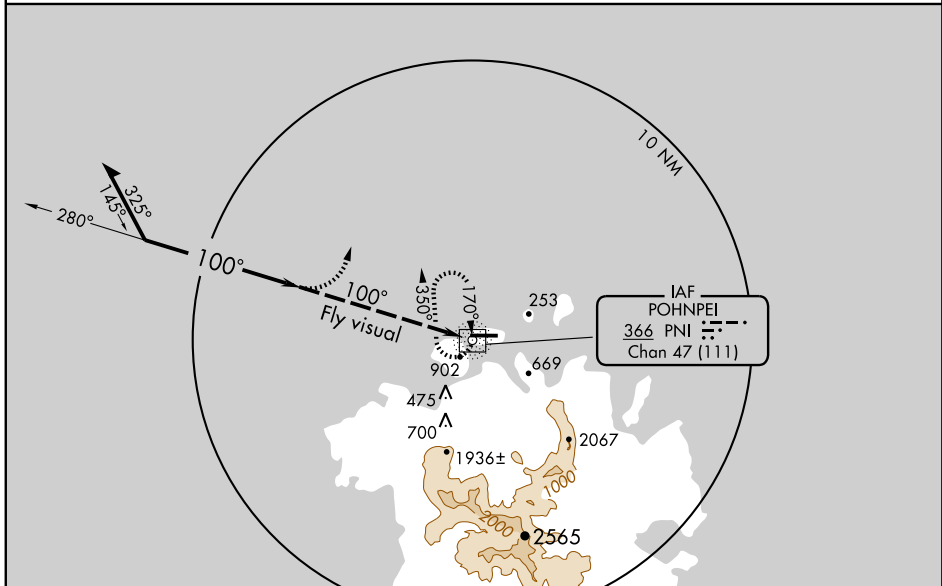 10 NM
325°
145°
280°
100°
100°
Fly visual
350°
170°
253
IAF
POHNPEI
366 PNI
Chan 47 (111)
902
669
475
700
1936±
2067
1000
2000
2565